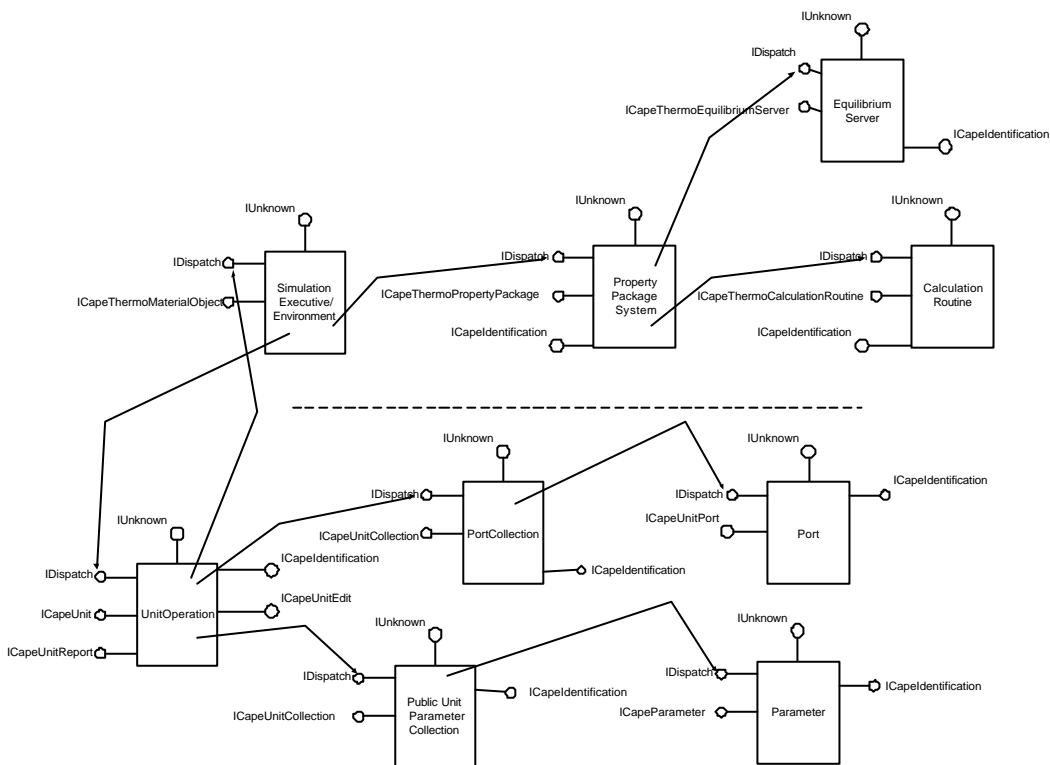 IUnknown
IDispatch
ICapeThermoEquilibriumServer
Equilibrium
Server
ICapeIdentification
IUnknown
IDispatch
ICapeThermoMaterialObject
Simulation
Executive/
Environment
IUnknown
IDispatch
ICapeThermoPropertyPackage
ICapeIdentification
Property
Package
System
IUnknown
IDispatch
ICapeThermoCalculationRoutine
ICapeIdentification
Calculation
Routine
IUnknown
IDispatch
ICapeUnitCollection
PortCollection
ICapeIdentification
IUnknown
IDispatch
ICapeUnitPort
Port
ICapeIdentification
IUnknown
IDispatch
ICapeUnit
ICapeUnitReport
UnitOperation
ICapeIdentification
ICapeUnitEdit
IUnknown
IDispatch
ICapeUnitCollection
Public Unit
Parameter
Collection
ICapeIdentification
IUnknown
IDispatch
ICapeParameter
Parameter
ICapeIdentification